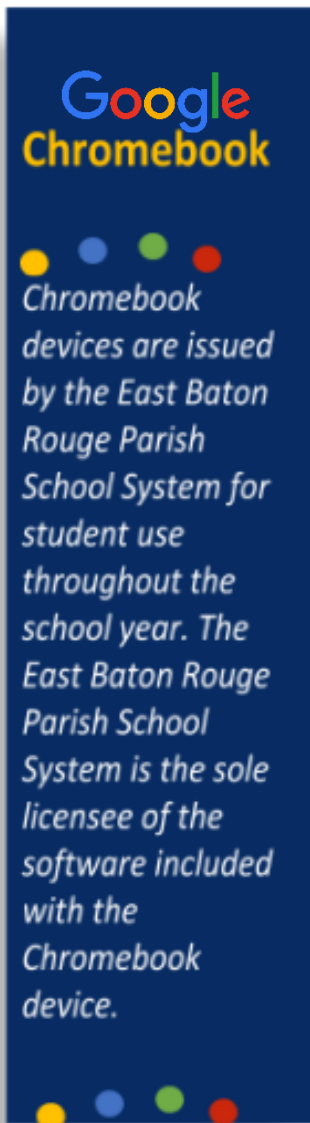 Google
Chromebook
Chromebook
devices are issued
by the East Baton
Rouge Parish
School System for
student use
throughout the
school year. The
East Baton Rouge
Parish School
System is the sole
licensee of the
software included
with the
Chromebook
device.